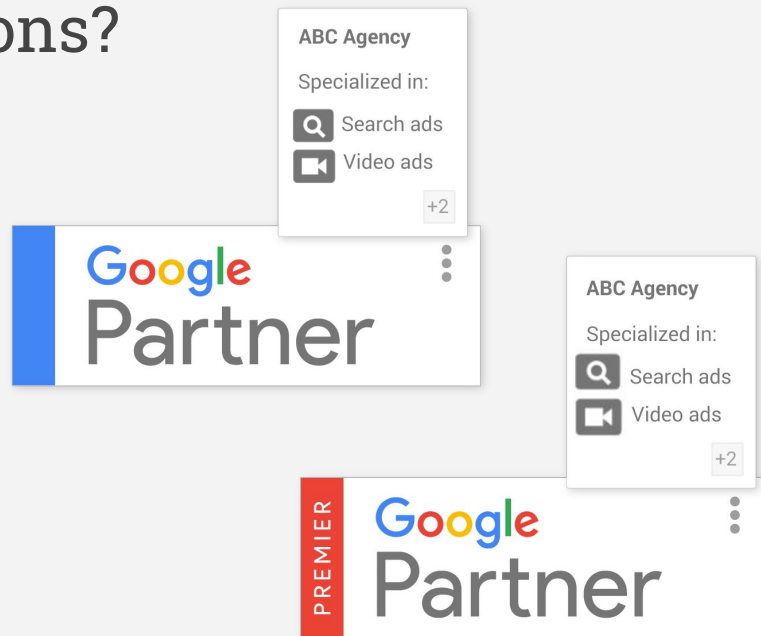 ons?
ABC Agency
Specialized in:
Search ads
Video ads
+2
Google
Partner
ABC Agency
Specialized in:
Search ads
Video ads
+2
PREMIER
Google
Partner